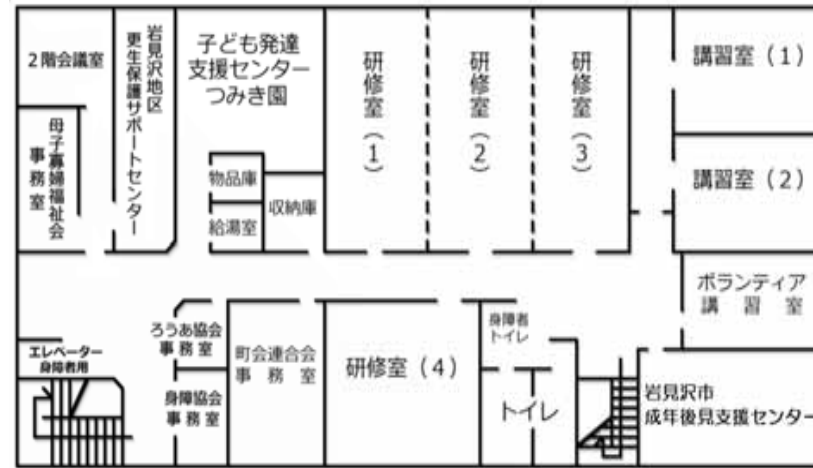 2階会議室
岩見沢地区
更生保護サポートセンター
子ども発達
支援センター
つみき園
研修室(1)
研修室(2)
研修室(3)
講習室(1)
母子寡婦福祉会
事務室
物品庫
収納庫
給湯室
講習室(2)
ボランティア
講習室
ろうあ協会
事務室
町会連合会
事務室
研修室(4)
身障者
トイレ
エレベーター
身障者用
身障協会
事務室
トイレ
岩見沢市
成年後見支援センター